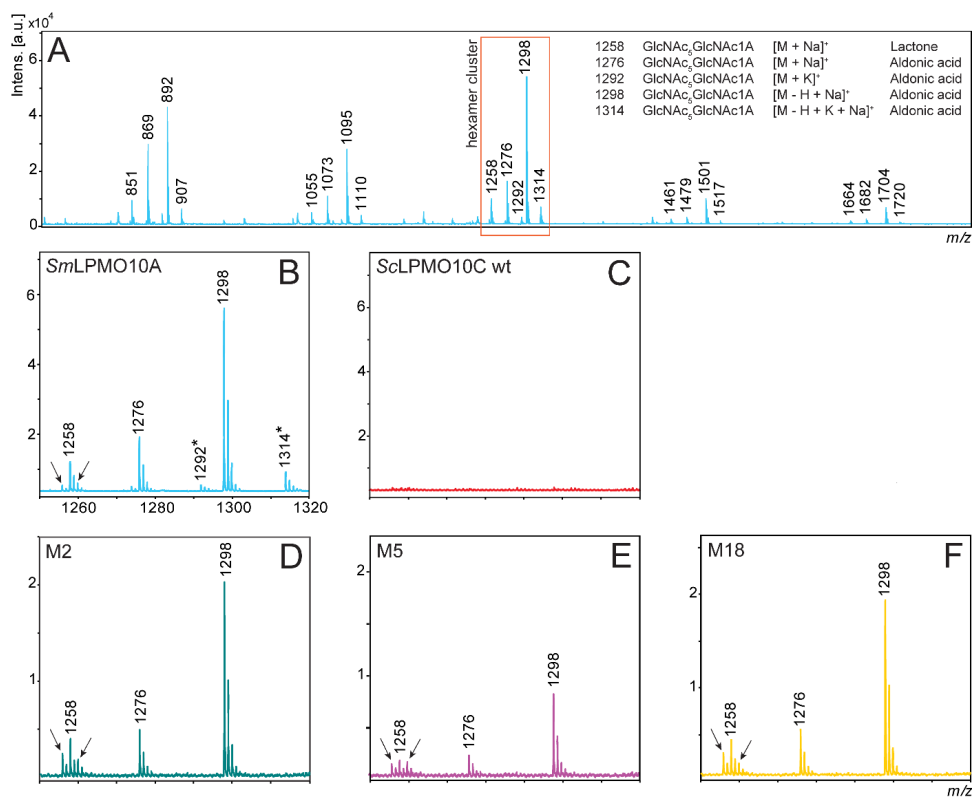 x10⁴
Intens. [a.u.]
A
6
4
2
0
851
869
892
907
1055
1073
1095
1110
hexamer cluster
1258
1276
1292
1298
1314
1461
1479
1501
1517
1664
1682
1704
1720
1258 GlcNAc₅GlcNAc1A [M + Na]⁺ Lactone
1276 GlcNAc₅GlcNAc1A [M + Na]⁺ Aldonic acid
1292 GlcNAc₅GlcNAc1A [M + K]⁺ Aldonic acid
1298 GlcNAc₅GlcNAc1A [M - H + Na]⁺ Aldonic acid
1314 GlcNAc₅GlcNAc1A [M - H + K + Na]⁺ Aldonic acid
m/z
SmLPMO10A
B
6
4
2
1258
1276
1292*
1298
1314*
1260 1280 1300 1320
ScLPMO10C wt
C
6
4
2
M2
D
2
1
1258
1276
1298
M5
E
2
1
1258
1276
1298
M18
F
2
1
1258
1276
1298
m/z